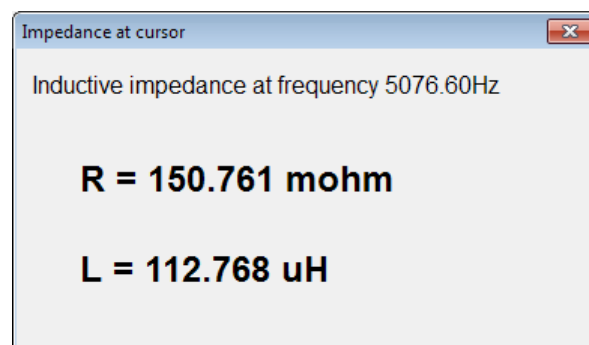 Impedance at cursor
Inductive impedance at frequency 5076.60Hz
R = 150.761 mohm
L = 112.768 uH